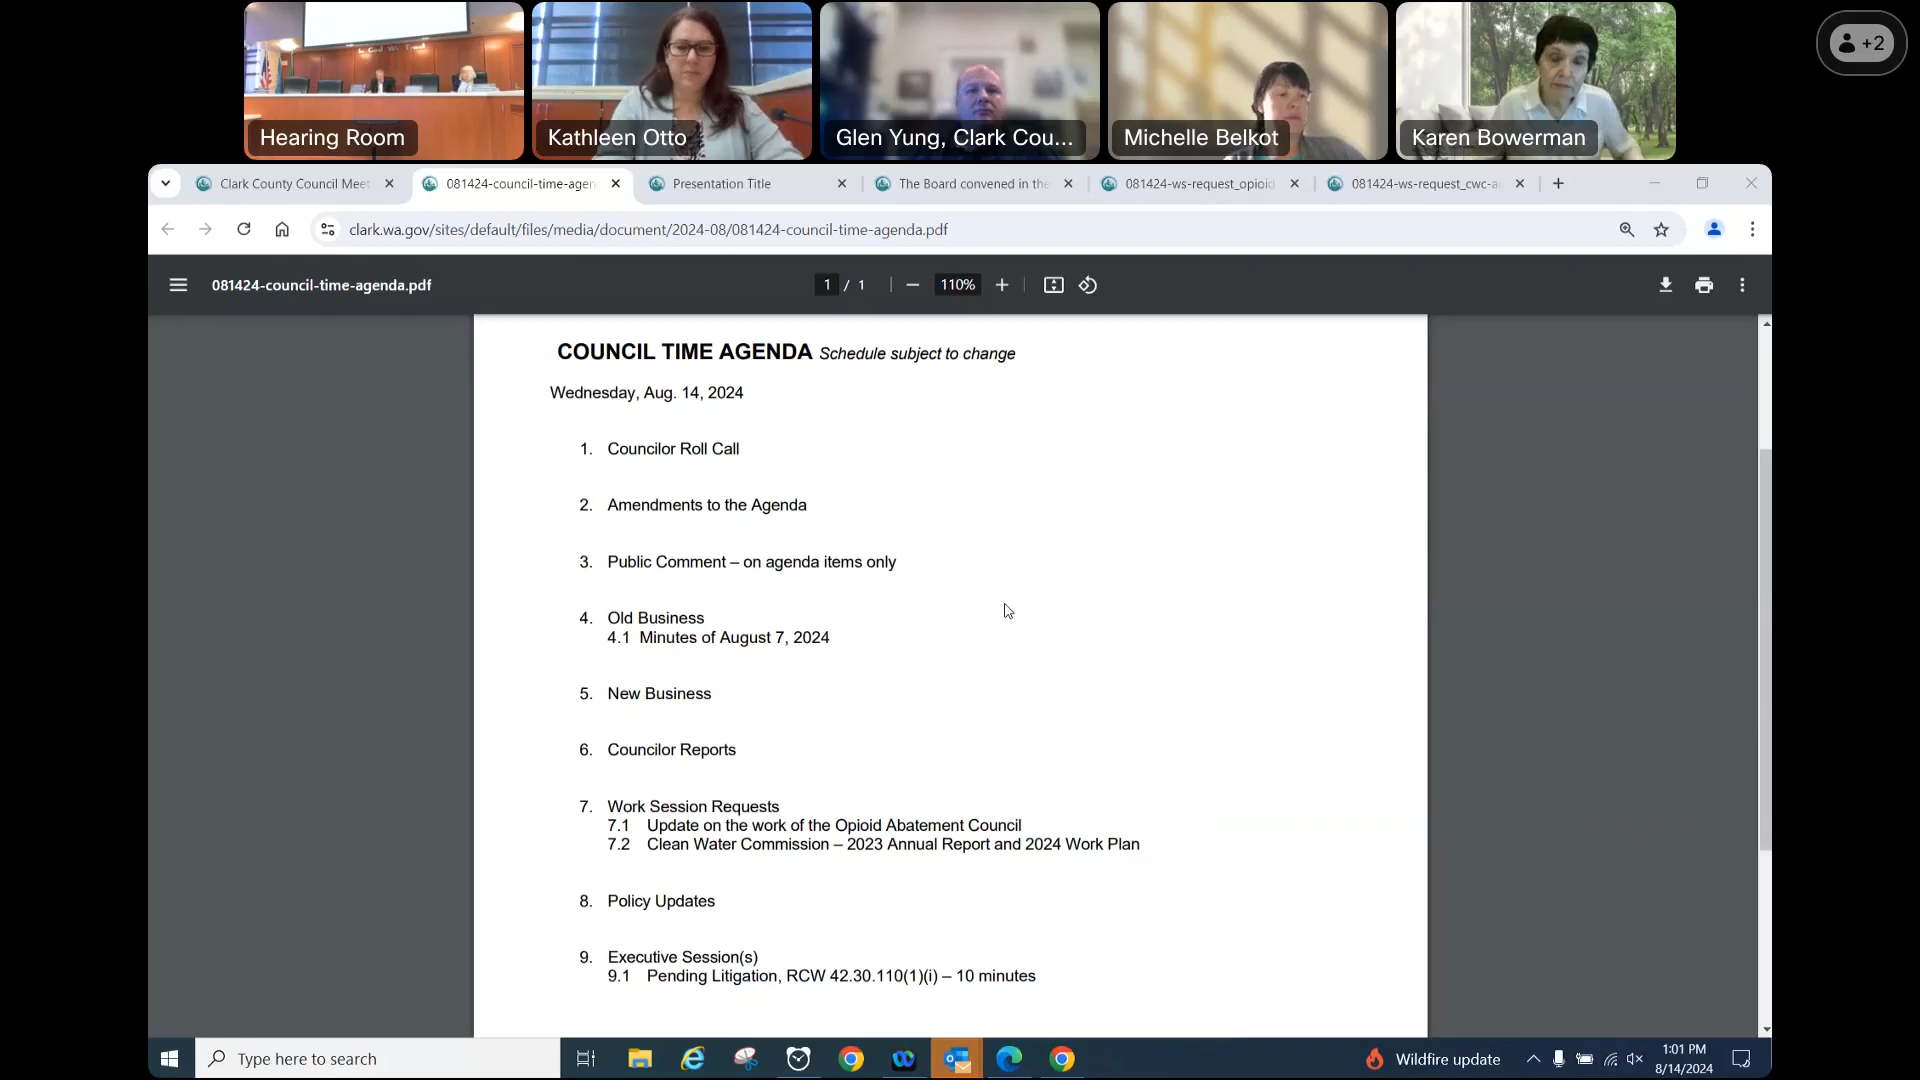 In God We Trust
Hearing Room
Kathleen Otto
Glen Yung, Clark Cou...
Michelle Belkot
Karen Bowerman
+2
Clark County Council Meet
081424-council-time-agen
Presentation Title
The Board convened in the
081424-ws-request_opioid
081424-ws-request_cwc-a
clark.wa.gov/sites/default/files/media/document/2024-08/081424-council-time-agenda.pdf
081424-council-time-agenda.pdf
1 / 1
110%
COUNCIL TIME AGENDA Schedule subject to change
Wednesday, Aug. 14, 2024
1. Councilor Roll Call
2. Amendments to the Agenda
3. Public Comment – on agenda items only
4. Old Business
4.1 Minutes of August 7, 2024
5. New Business
6. Councilor Reports
7. Work Session Requests
7.1 Update on the work of the Opioid Abatement Council
7.2 Clean Water Commission – 2023 Annual Report and 2024 Work Plan
8. Policy Updates
9. Executive Session(s)
9.1 Pending Litigation, RCW 42.30.110(1)(i) – 10 minutes
Type here to search
Wildfire update
1:01 PM
8/14/2024